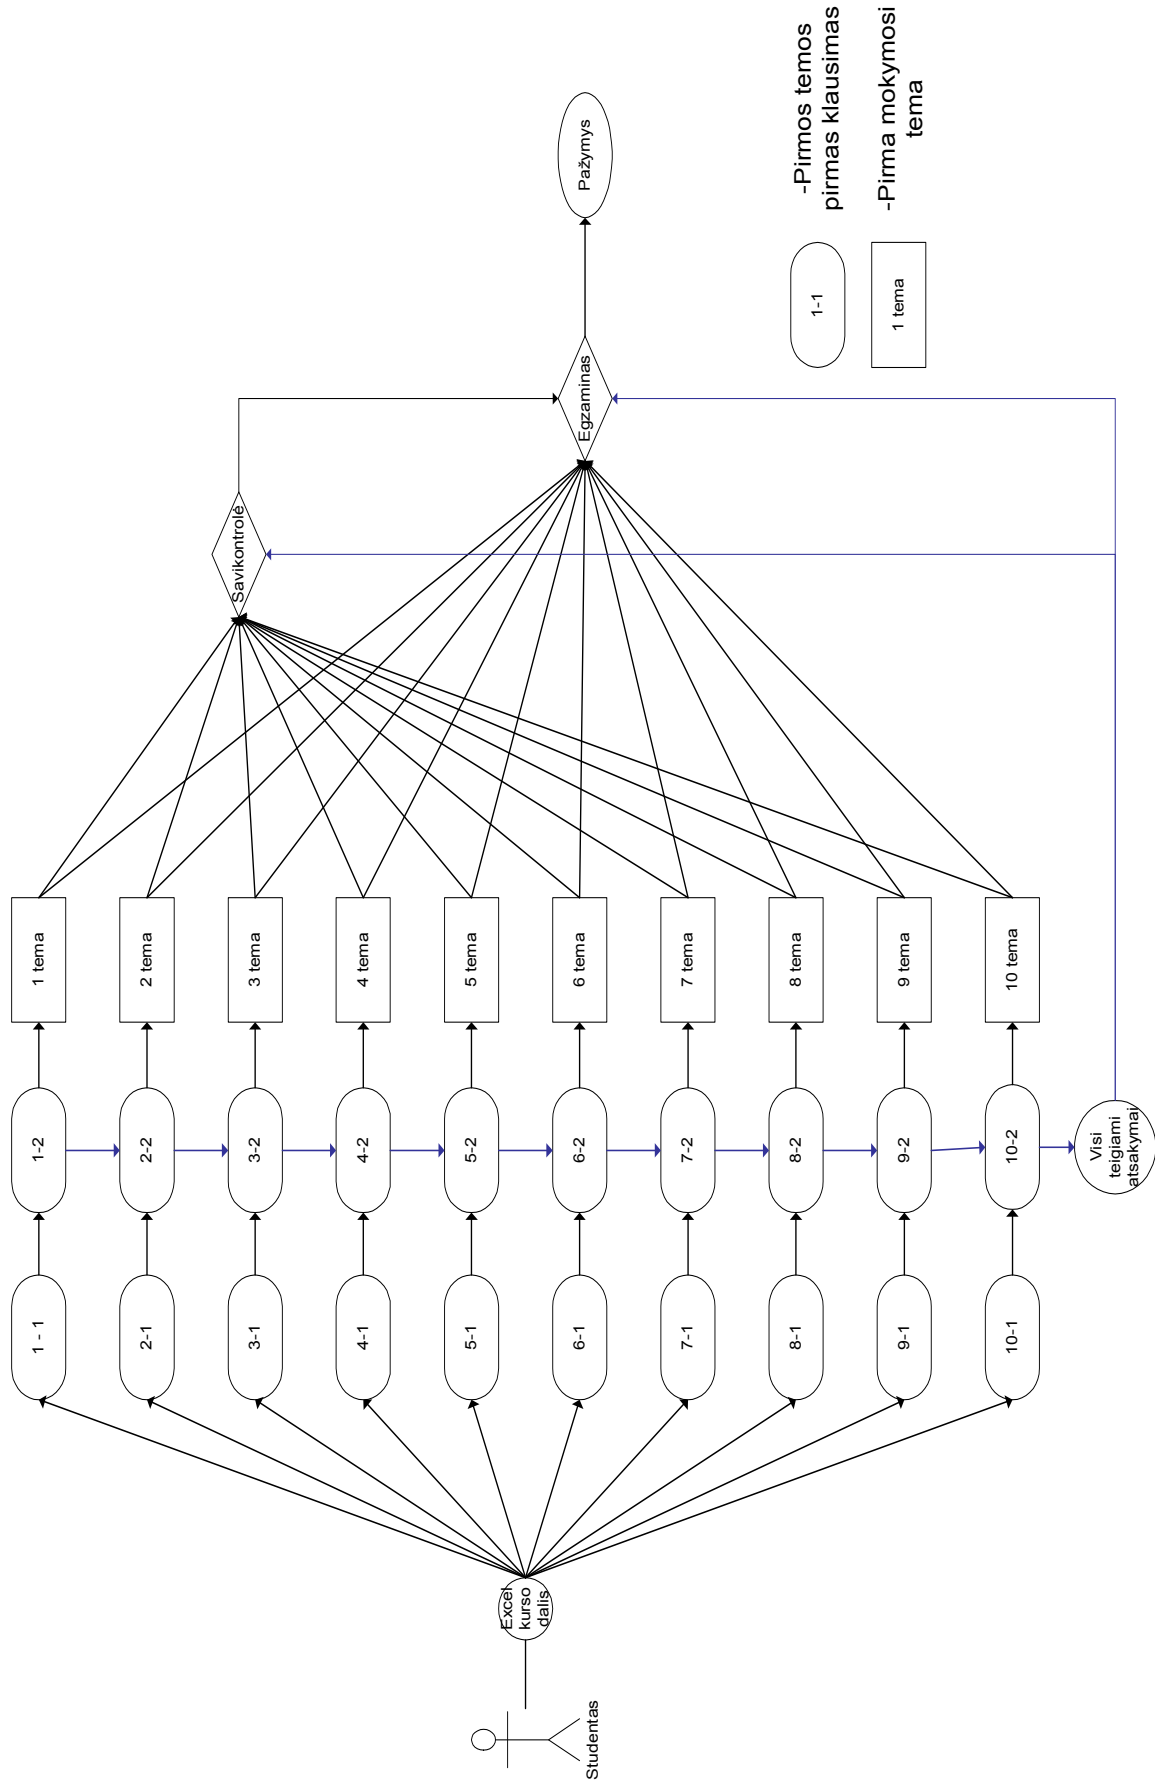 Studentas
Excel
kurso
dalis
1 - 1
2-1
3-1
4-1
5-1
6-1
7-1
8-1
9-1
10-1
1-2
2-2
3-2
4-2
5-2
6-2
7-2
8-2
9-2
10-2
Visi
teigiami
atsakymai
1 tema
2 tema
3 tema
4 tema
5 tema
6 tema
7 tema
8 tema
9 tema
10 tema
Savikontrolė
Egzaminas
Pažymys
1-1
-Pirmos temos
pirmas klausimas
1 tema
-Pirma mokymosi
tema